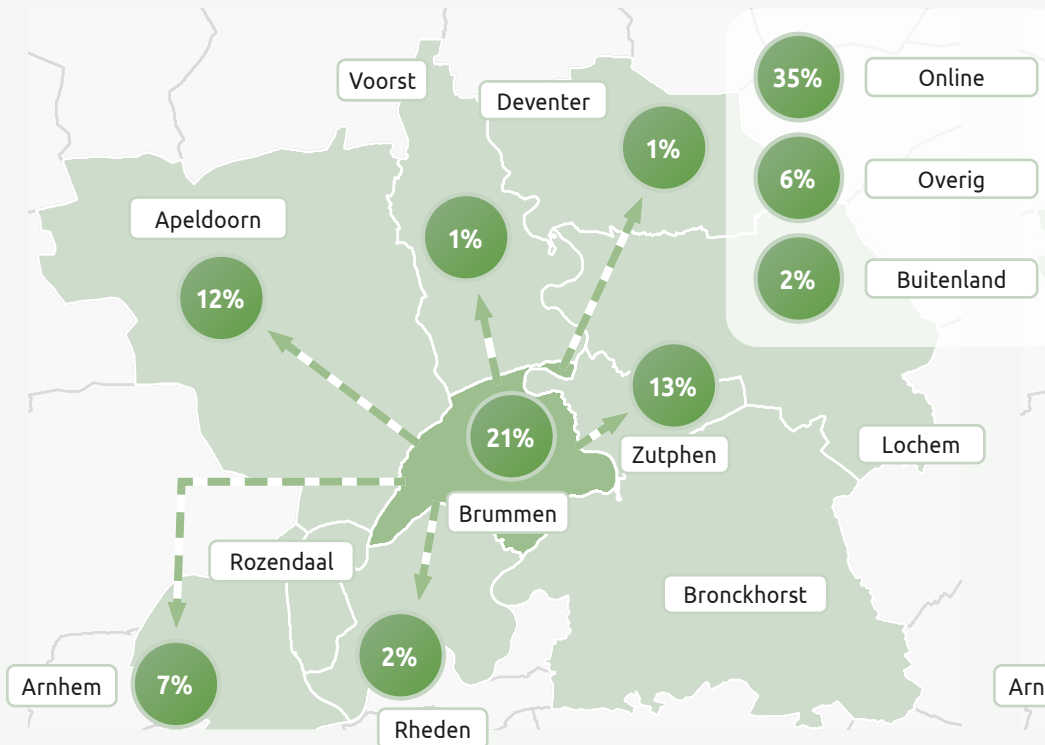 Voorst
Deventer
35%
Online
1%
6%
Overig
Apeldoorn
1%
12%
2%
Buitenland
13%
21%
Zutphen
Lochem
Brummen
Rozendaal
Bronckhorst
Arnhem
7%
2%
Rheden
Arn